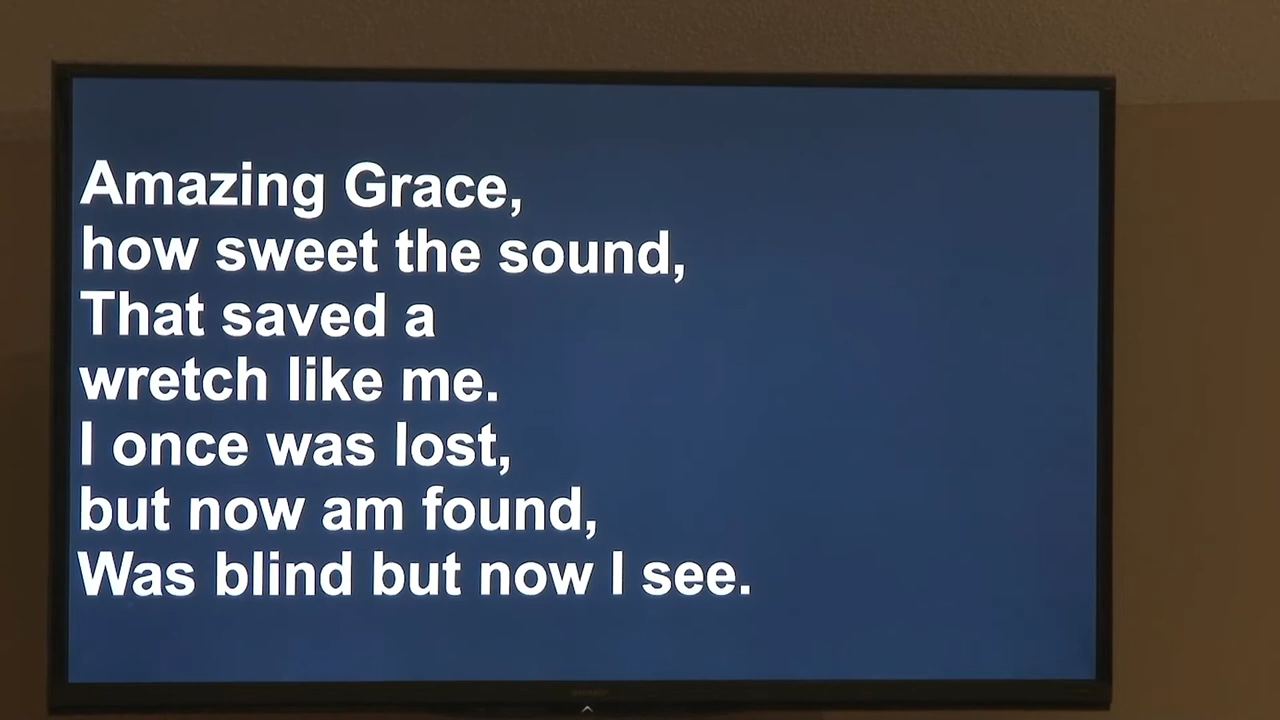 Amazing Grace,
how sweet the sound,
That saved a
wretch like me.
I once was lost,
but now am found,
Was blind but now I see.